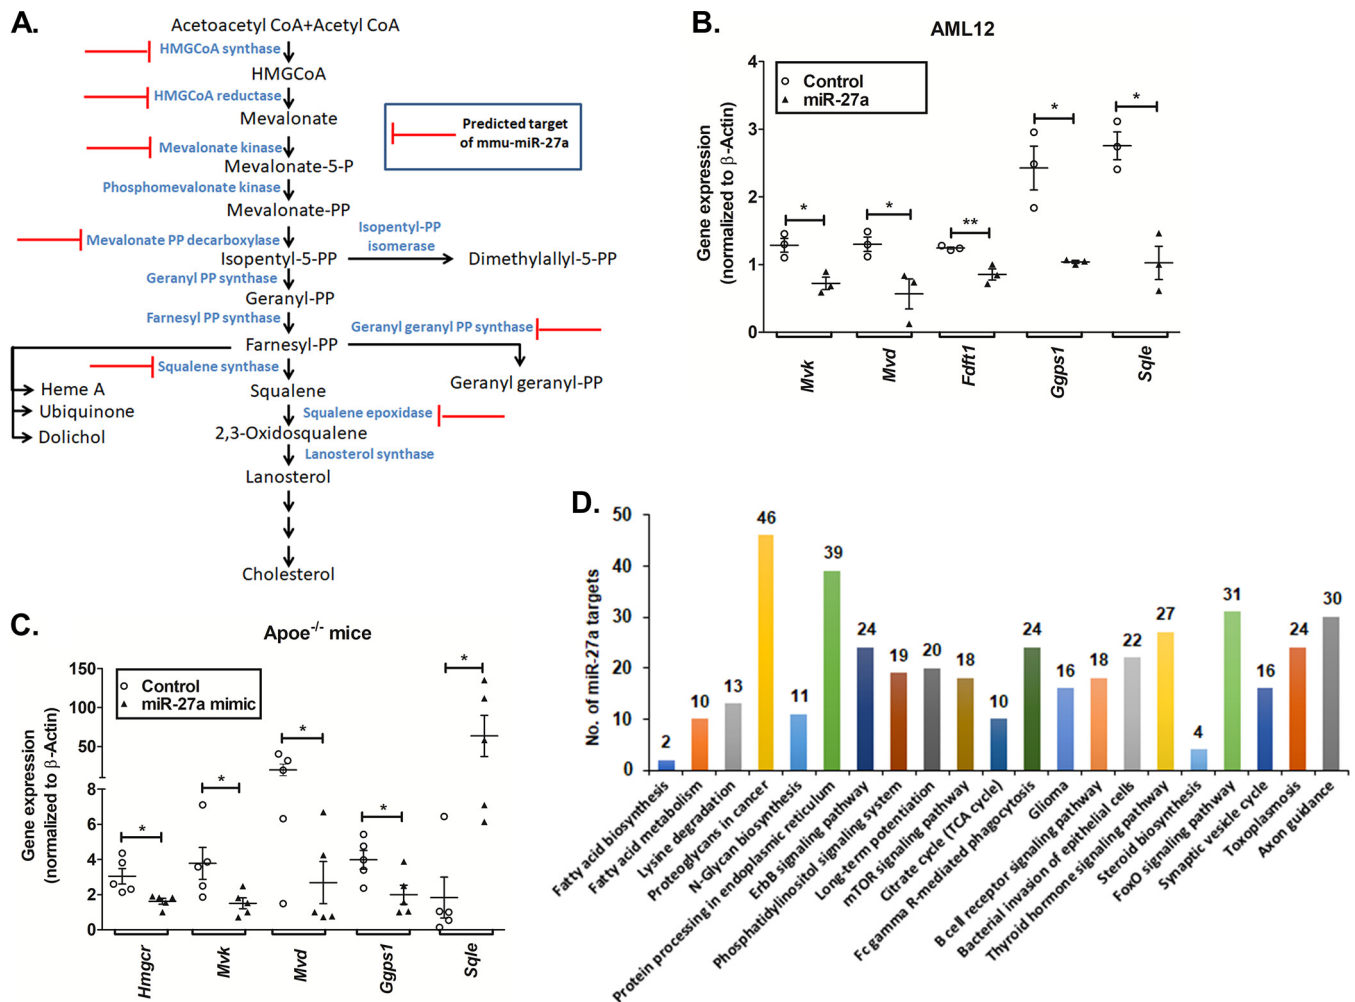 A.
Acetoacetyl CoA+Acetyl CoA
HMGCoA synthase
HMGCoA
HMGCoA reductase
Mevalonate
Mevalonate kinase
Mevalonate-5-P
Phosphomevalonate kinase
Mevalonate-PP
Mevalonate PP decarboxylase
Isopentyl-PP
isomerase
Isopentyl-5-PP
Dimethylallyl-5-PP
Geranyl PP synthase
Geranyl-PP
Farnesyl PP synthase
Geranyl geranyl PP synthase
Farnesyl-PP
Squalene synthase
Geranyl geranyl-PP
Heme A
Ubiquinone
Dolichol
Squalene
Squalene epoxidase
2,3-Oxidosqualene
Lanosterol synthase
Lanosterol
Cholesterol
Predicted target
of mmu-miR-27a
B.
AML12
Control
miR-27a
Gene expression
(normalized to β-Actin)
4
3
2
1
0
*
*
**
*
*
Mvk
Mvd
Fdft1
Ggps1
Sqle
C.
Apoe-/- mice
Control
miR-27a mimic
Gene expression
(normalized to β-Actin)
150
100
50
8
6
4
2
0
*
*
*
*
*
Hmgcr
Mvk
Mvd
Ggps1
Sqle
D.
No. of miR-27a targets
50
40
30
20
10
0
2
10
13
46
11
39
24
19
20
18
10
24
16
18
22
27
4
31
16
24
30
Fatty acid biosynthesis
Fatty acid metabolism
Lysine degradation
Proteoglycans in cancer
N-Glycan biosynthesis
Protein processing in endoplasmic reticulum
ErbB signaling pathway
Phosphatidylinositol signaling system
Long-term potentiation
mTOR signaling pathway
Citrate cycle (TCA cycle)
Fc gamma R-mediated phagocytosis
Glioma
B cell receptor signaling pathway
Bacterial invasion of epithelial cells
Thyroid hormone signaling pathway
Steroid biosynthesis
FoxO signaling pathway
Synaptic vesicle cycle
Toxoplasmosis
Axon guidance